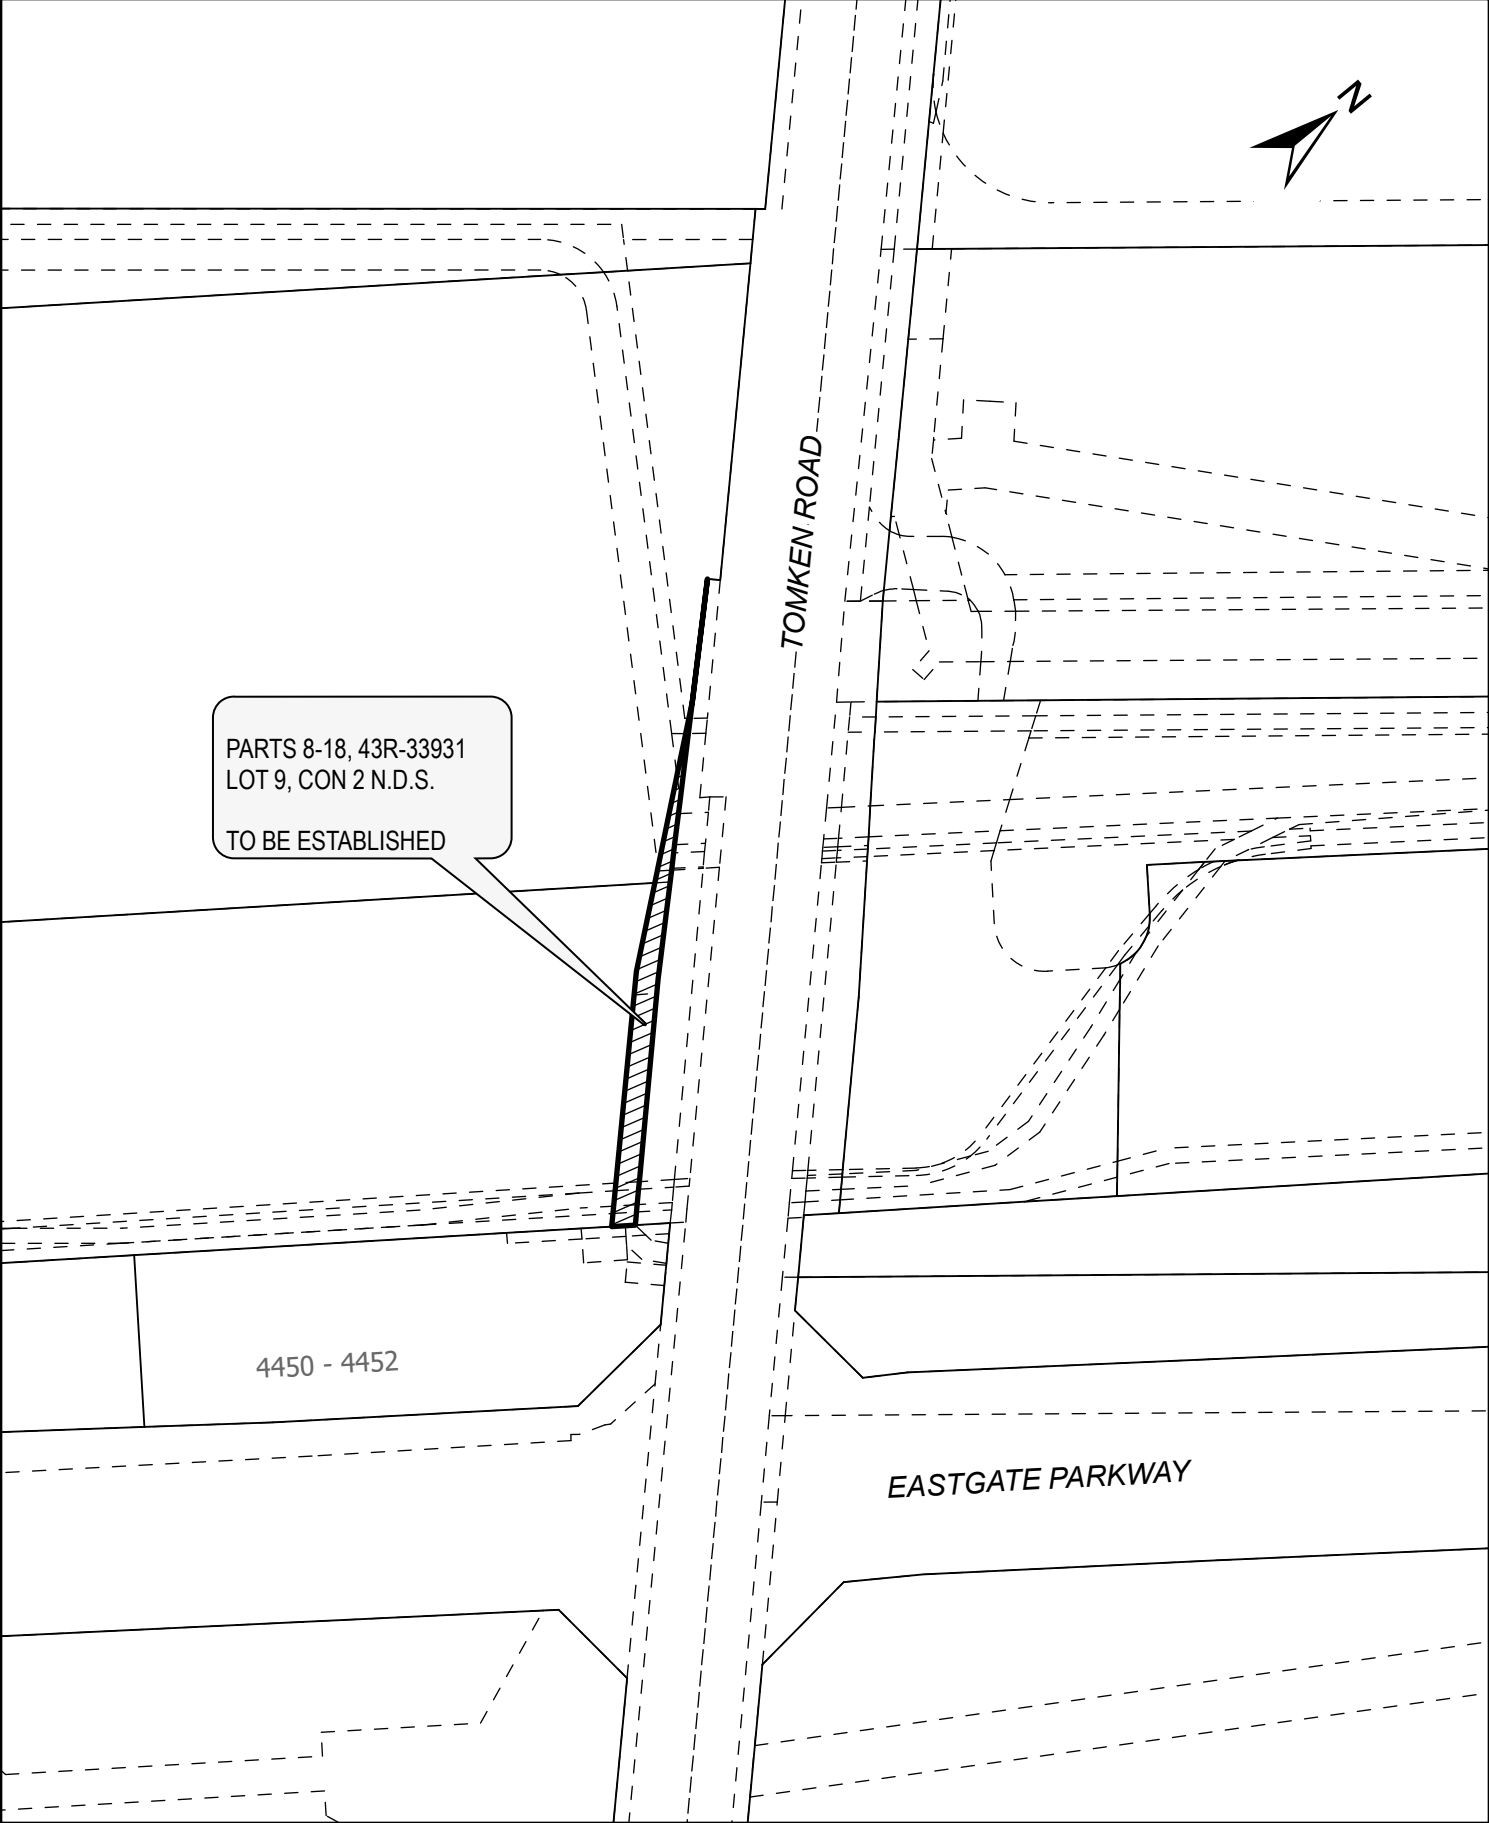 N
TOMKEN ROAD
PARTS 8-18, 43R-33931
LOT 9, CON 2 N.D.S.
TO BE ESTABLISHED
4450 - 4452
EASTGATE PARKWAY